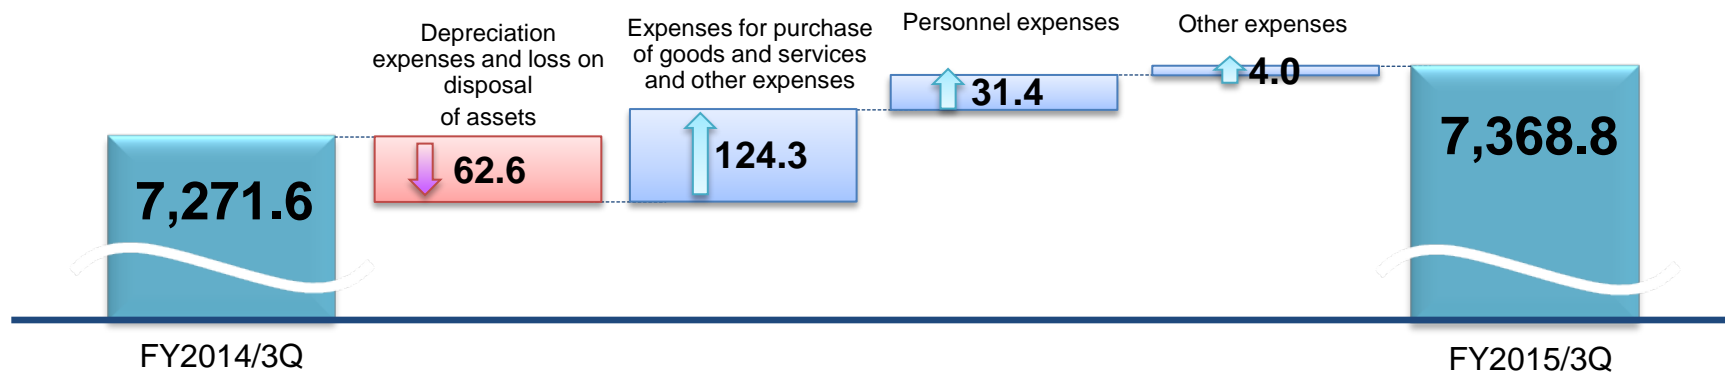 Depreciation
expenses and loss on
disposal
of assets
Expenses for purchase
of goods and services
and other expenses
Personnel expenses
Other expenses
7,271.6
62.6
124.3
31.4
4.0
7,368.8
FY2014/3Q
FY2015/3Q